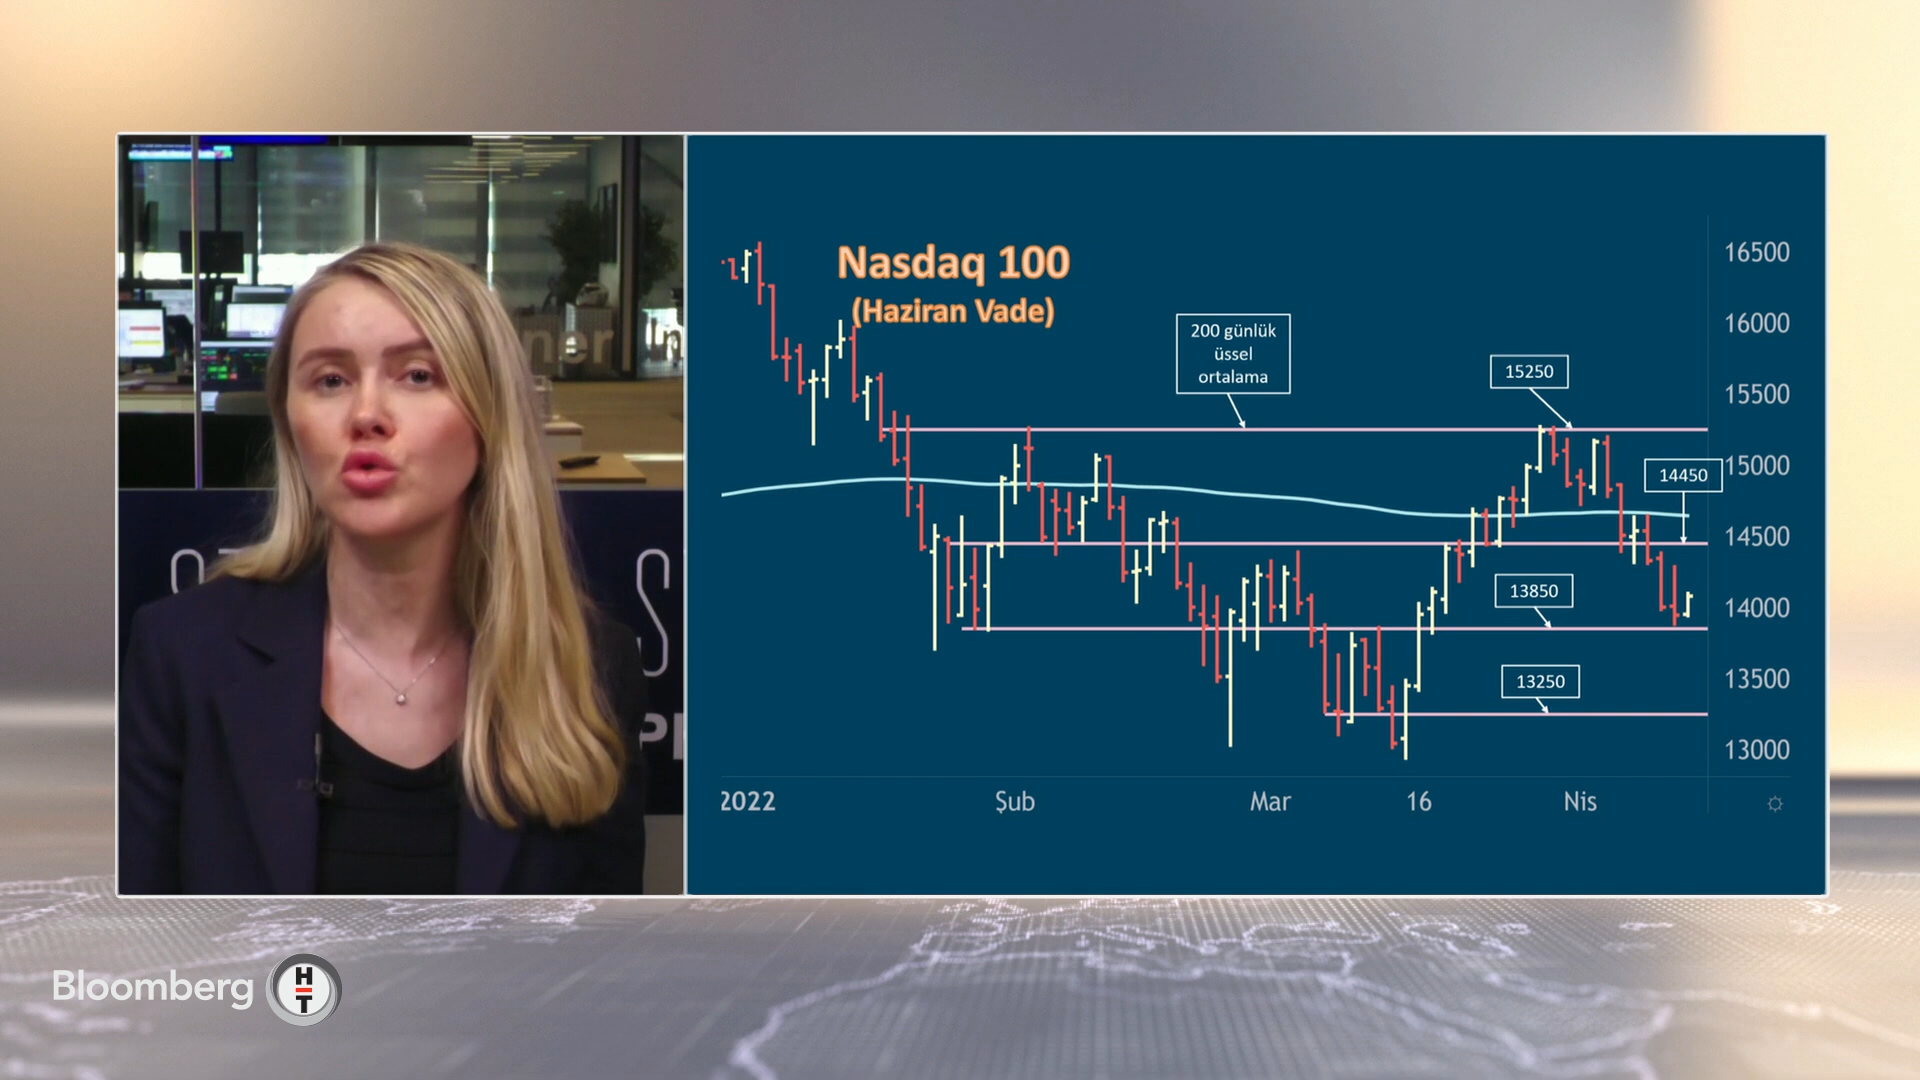 Nasdaq 100
(Haziran Vade)
200 günlük
üssel
ortalama
15250
14450
13850
13250
16500
16000
15500
15000
14500
14000
13500
13000
2022
Şub
Mar
16
Nis
Bloomberg
HT